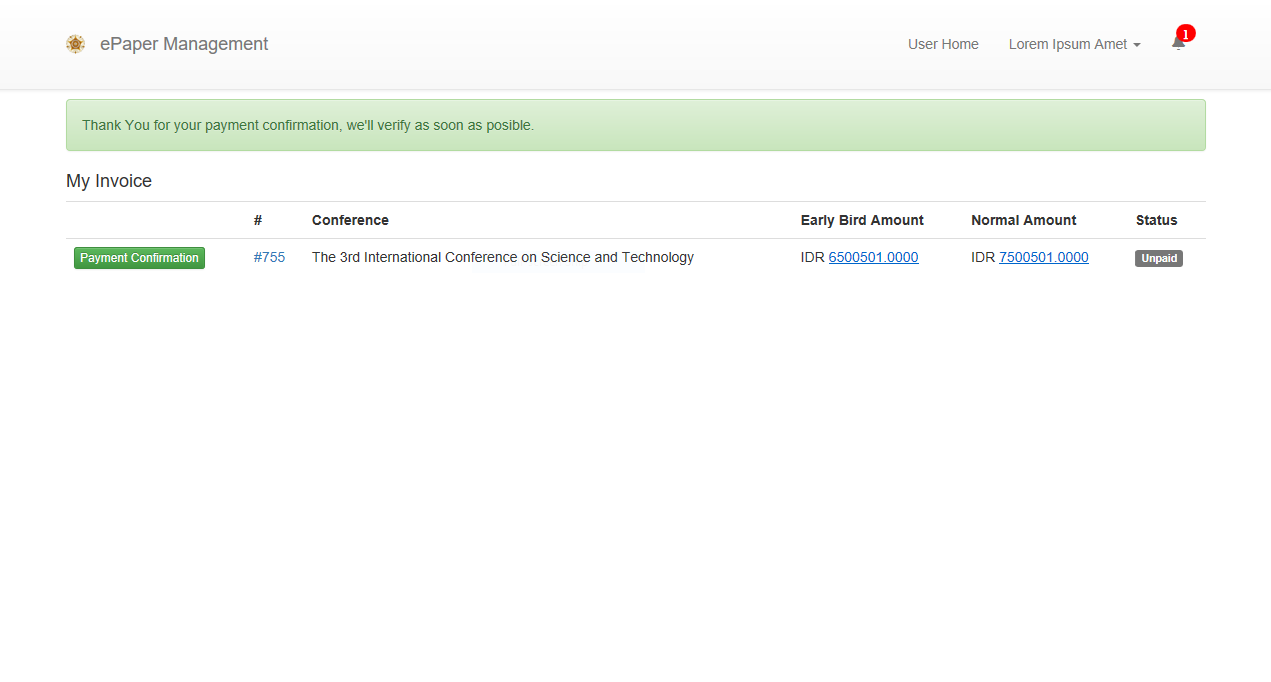 ePaper Management
User Home
Lorem Ipsum Amet
1
Thank You for your payment confirmation, we'll verify as soon as posible.
My Invoice
# Conference Early Bird Amount Normal Amount Status
Payment Confirmation #755 The 3rd International Conference on Science and Technology IDR 6500501.0000 IDR 7500501.0000 Unpaid